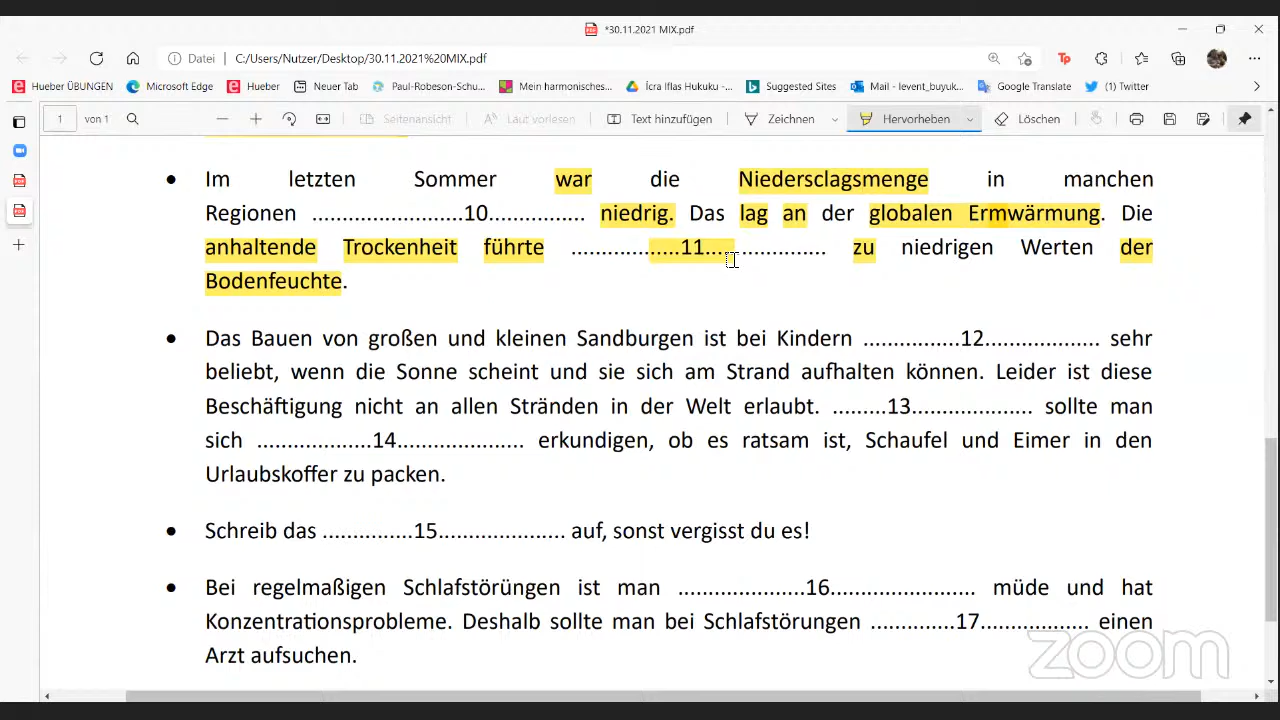 *30.11.2021 MIX.pdf
Datei | C:/Users/Nutzer/Desktop/30.11.2021%20MIX.pdf
Hueber ÜBUNGEN Microsoft Edge Hueber Neuer Tab Paul-Robeson-Schu... Mein harmonisches... İcra Iflas Hukuku -... Suggested Sites Mail - levent_buyuk... Google Translate (1) Twitter
1 von 1 Seitenansicht Laut vorlesen Text hinzufügen Zeichnen Hervorheben Löschen
• Im letzten Sommer war die Niedersclagsmenge in manchen
Regionen ..........................10................ niedrig. Das lag an der globalen Ermwärmung. Die
anhaltende Trockenheit führte ...................11..................... zu niedrigen Werten der
Bodenfeuchte.
• Das Bauen von großen und kleinen Sandburgen ist bei Kindern ................12................... sehr
beliebt, wenn die Sonne scheint und sie sich am Strand aufhalten können. Leider ist diese
Beschäftigung nicht an allen Stränden in der Welt erlaubt. .........13.................... sollte man
sich ...................14..................... erkundigen, ob es ratsam ist, Schaufel und Eimer in den
Urlaubskoffer zu packen.
• Schreib das ...............15..................... auf, sonst vergisst du es!
• Bei regelmaßigen Schlafstörüngen ist man .....................16........................ müde und hat
Konzentrationsprobleme. Deshalb sollte man bei Schlafstörungen ..............17.................. einen
Arzt aufsuchen.
zoom